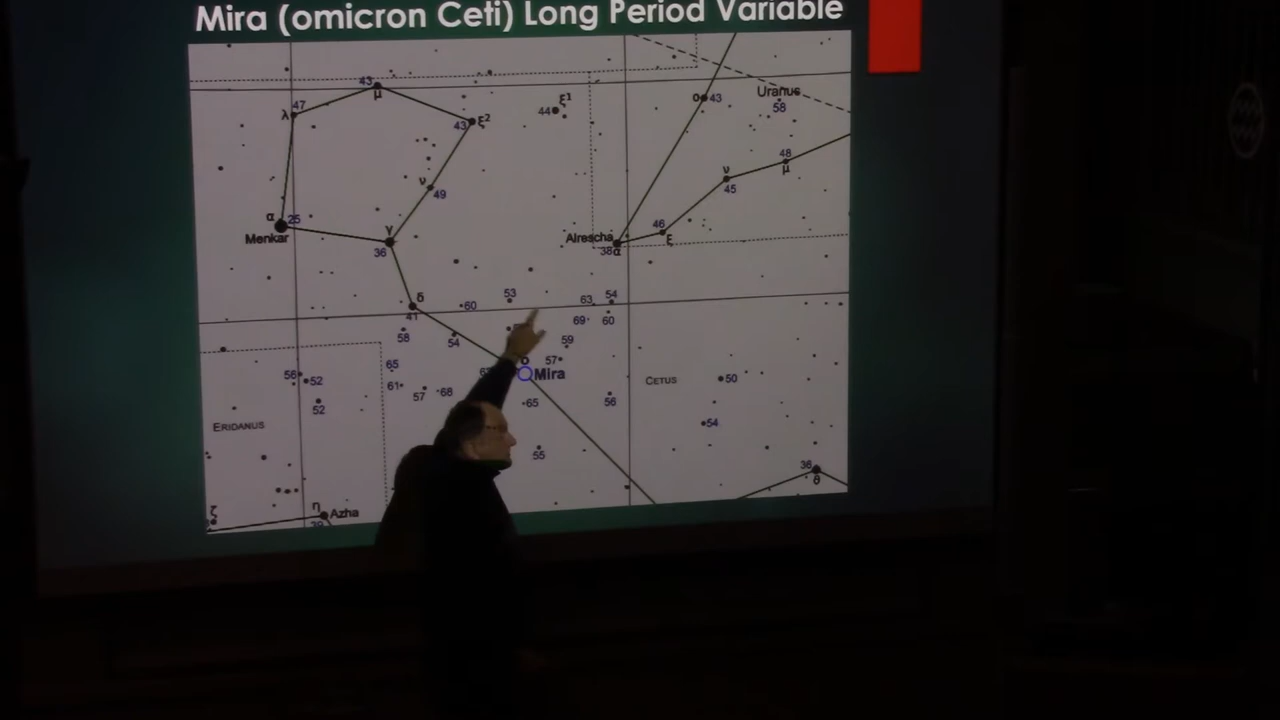 Mira (omicron Ceti) Long Period Variable
43
μ
47
λ
43 ξ²
44 ξ¹
ο 43
Uranus
58
ν
49
48
μ
ν
45
α 25
Menkar
γ
36
Alrescha
38 α
46
ξ
δ
41
60
53
63 54
69 60
58
54
59
57
ο
Mira
65
61
57
68
65
56
55
CETUS
50
54
56 52
52
ERIDANUS
36
θ
ζ
η
Azha
39